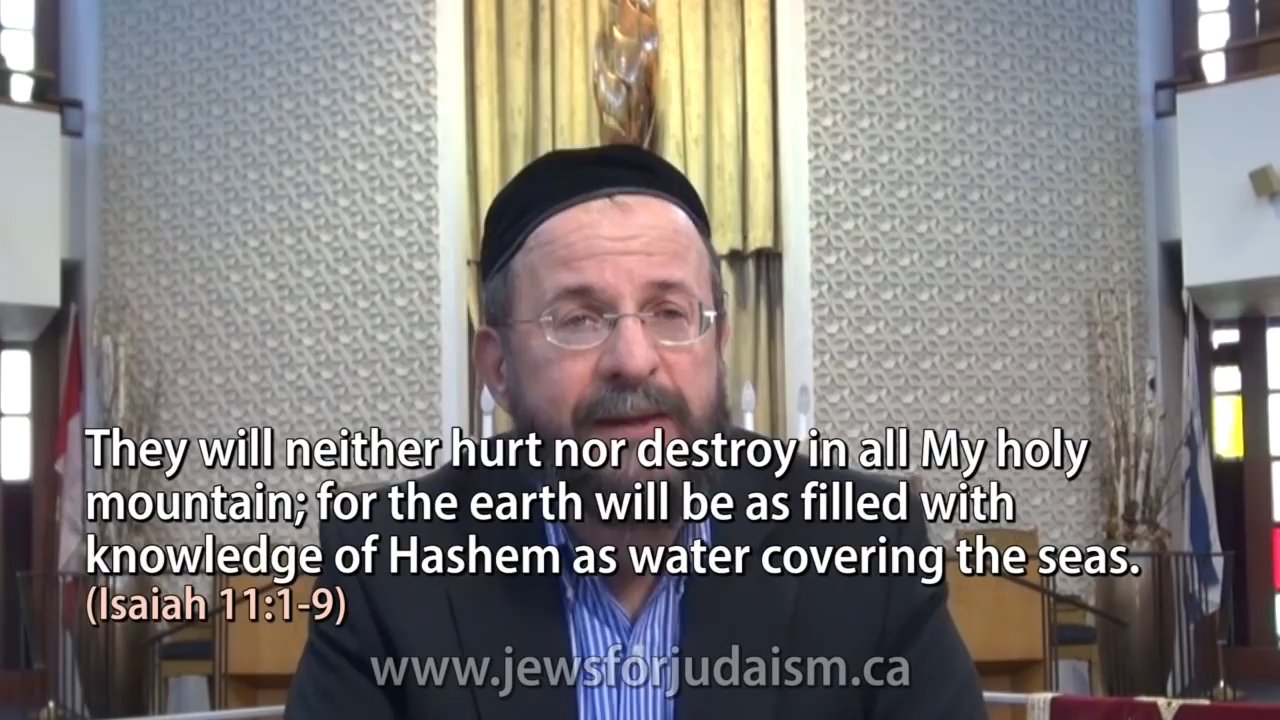 They will neither hurt nor destroy in all My holy
mountain; for the earth will be as filled with
knowledge of Hashem as water covering the seas.
(Isaiah 11:1-9)
www.jewsforjudaism.ca